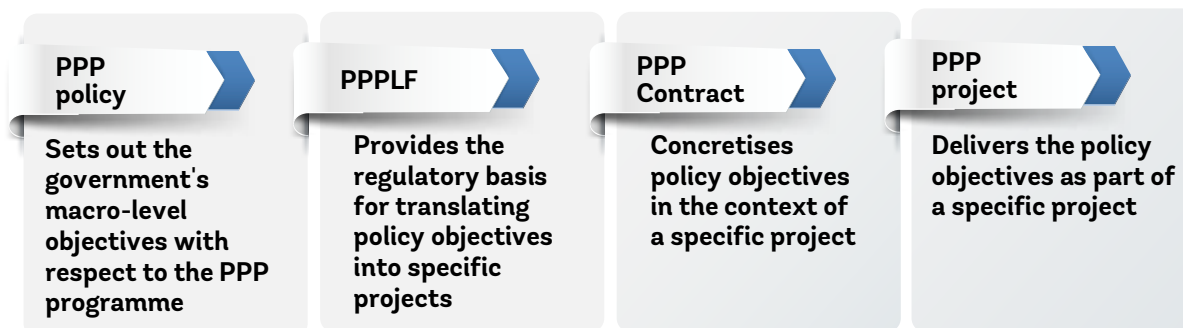 PPP
policy
Sets out the
government's
macro-level
objectives with
respect to the PPP
programme
PPPLF
Provides the
regulatory basis
for translating
policy objectives
into specific
projects
PPP
Contract
Concretises
policy objectives
in the context of
a specific project
PPP
project
Delivers the policy
objectives as part of
a specific project